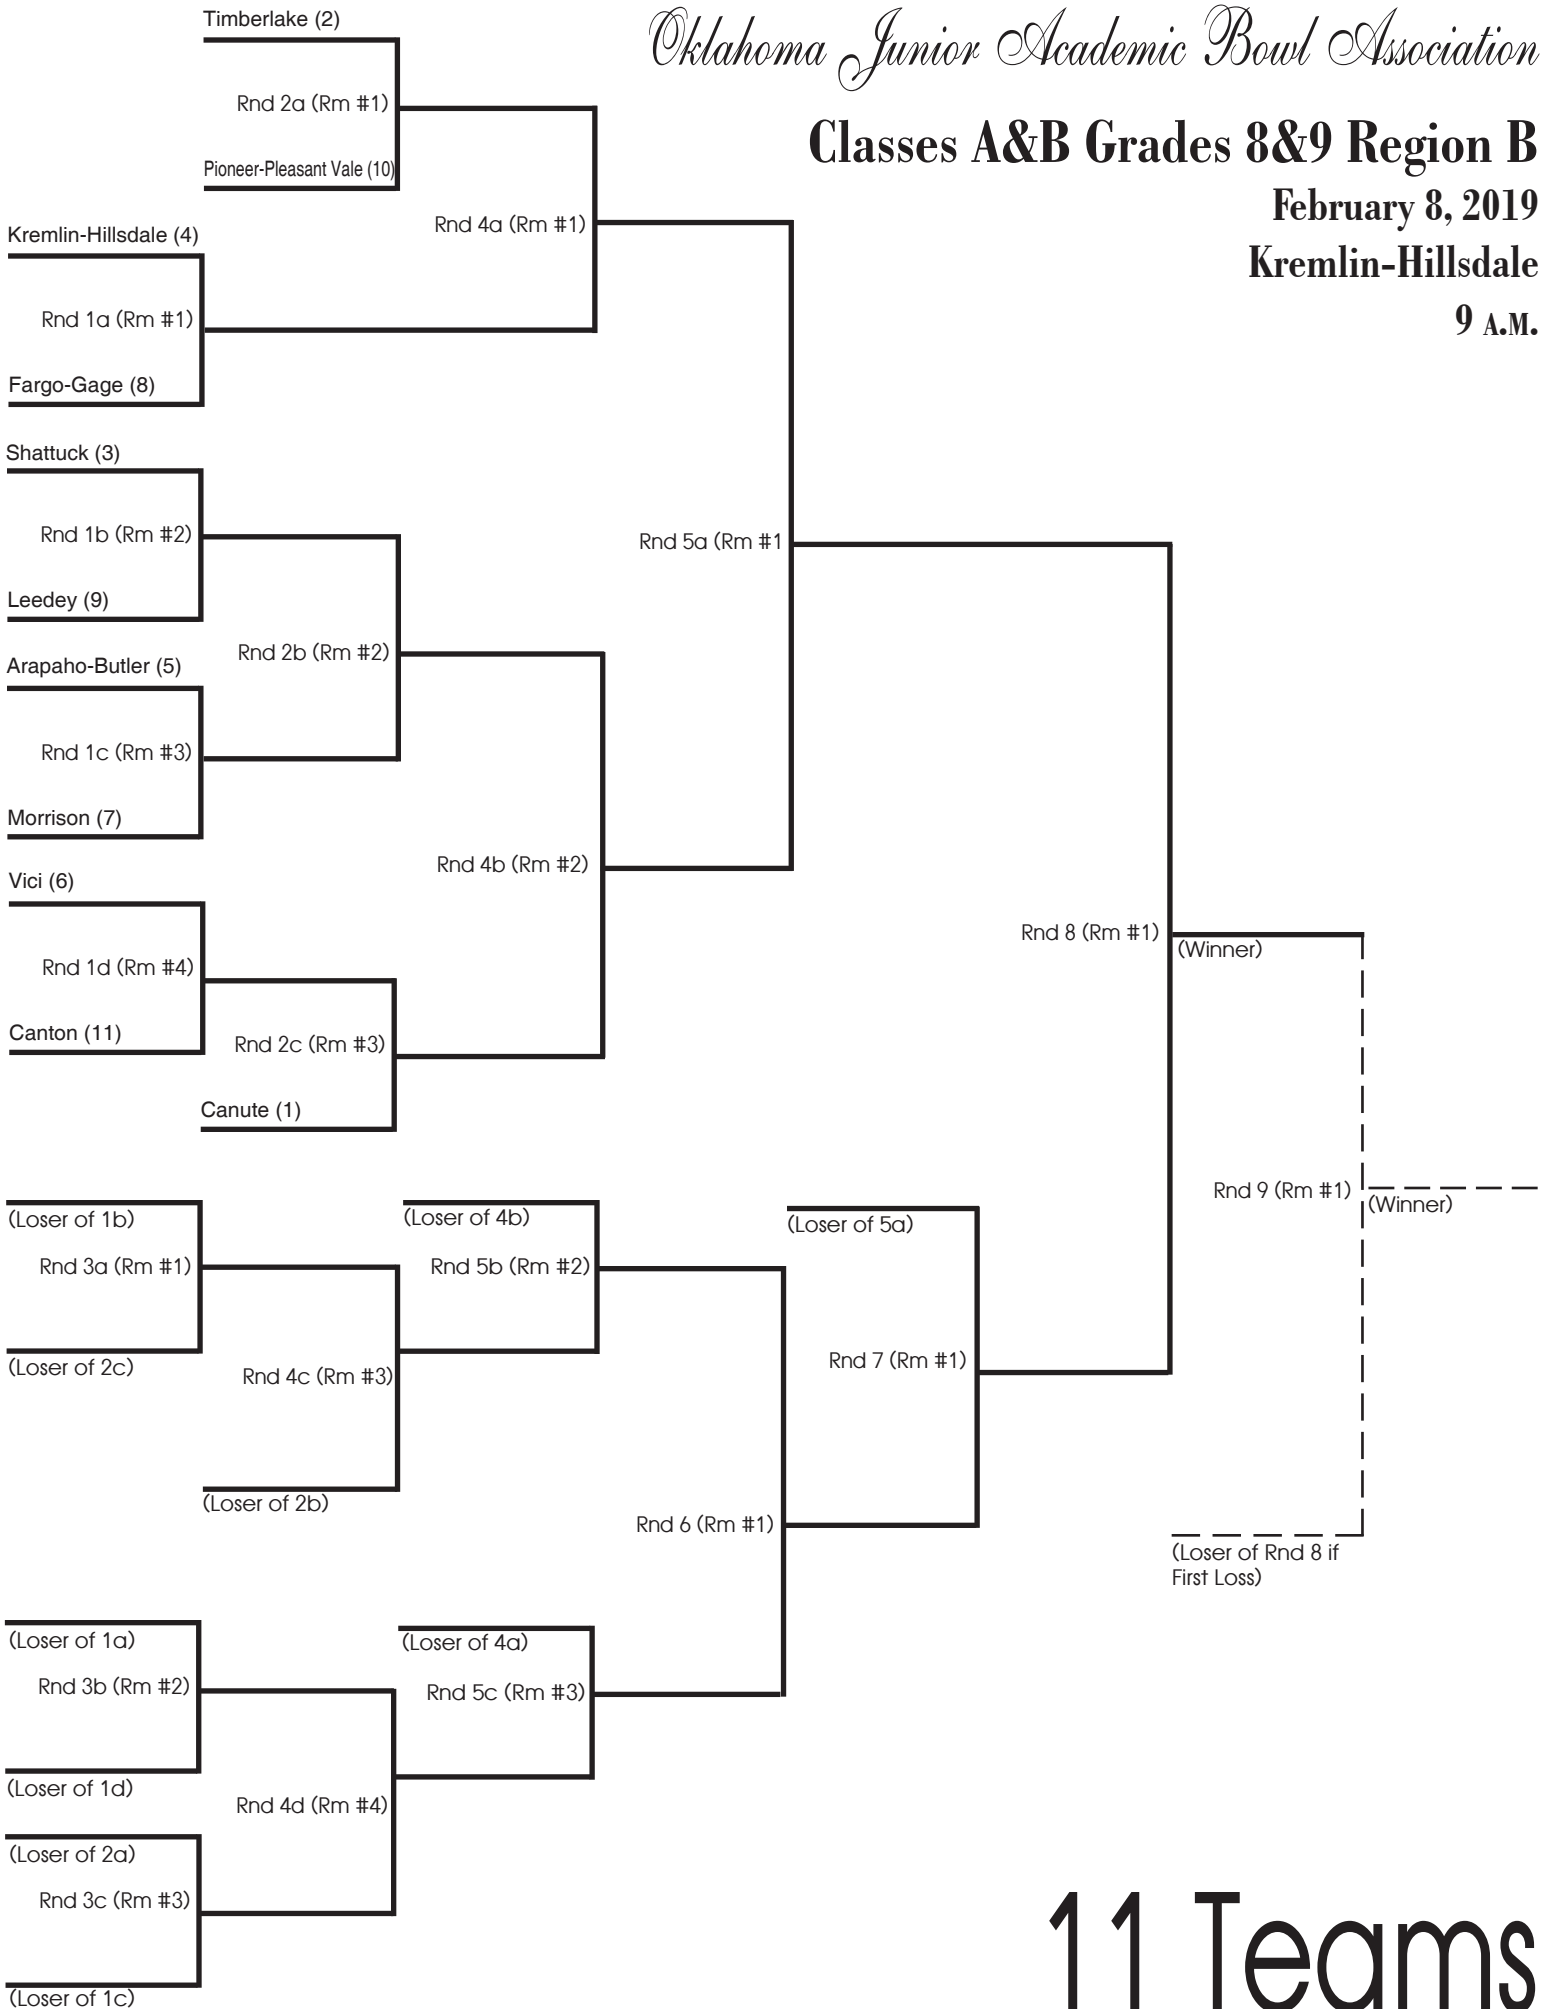 Oklahoma Junior Academic Bowl Association
Classes A&B Grades 8&9 Region B
February 8, 2019
Kremlin-Hillsdale
9 A.M.
Timberlake (2)
Rnd 2a (Rm #1)
Pioneer-Pleasant Vale (10)
Rnd 4a (Rm #1)
Kremlin-Hillsdale (4)
Rnd 1a (Rm #1)
Fargo-Gage (8)
Shattuck (3)
Rnd 1b (Rm #2)
Rnd 5a (Rm #1
Leedey (9)
Rnd 2b (Rm #2)
Arapaho-Butler (5)
Rnd 1c (Rm #3)
Morrison (7)
Rnd 4b (Rm #2)
Vici (6)
Rnd 8 (Rm #1)
(Winner)
Rnd 1d (Rm #4)
Canton (11)
Rnd 2c (Rm #3)
Canute (1)
Rnd 9 (Rm #1)
(Winner)
(Loser of 1b)
(Loser of 4b)
(Loser of 5a)
Rnd 3a (Rm #1)
Rnd 5b (Rm #2)
(Loser of 2c)
Rnd 4c (Rm #3)
Rnd 7 (Rm #1)
(Loser of 2b)
Rnd 6 (Rm #1)
(Loser of Rnd 8 if
First Loss)
(Loser of 1a)
(Loser of 4a)
Rnd 3b (Rm #2)
Rnd 5c (Rm #3)
(Loser of 1d)
Rnd 4d (Rm #4)
(Loser of 2a)
Rnd 3c (Rm #3)
(Loser of 1c)
11 Teams